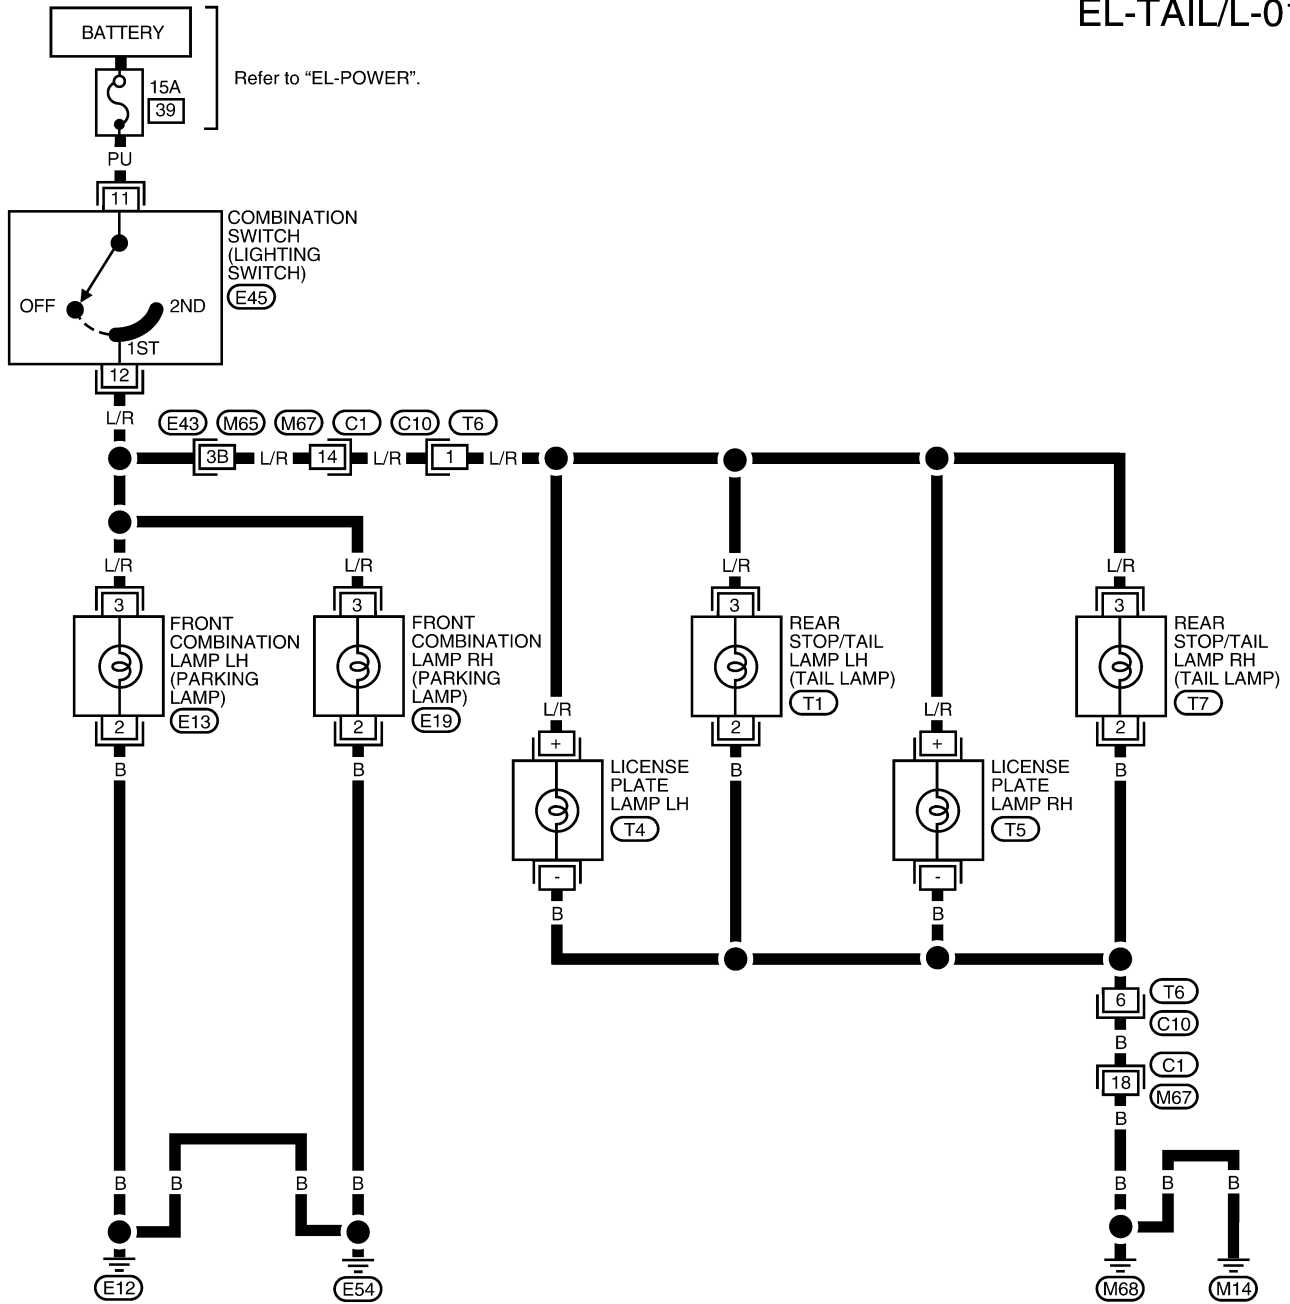 EL-TAIL/L-01
BATTERY
15A
39
Refer to “EL-POWER”.
PU
11
COMBINATION
SWITCH
(LIGHTING
SWITCH)
E45
OFF
2ND
1ST
12
L/R
E43 M65 M67 C1 C10 T6
3B L/R 14 L/R 1 L/R
L/R L/R L/R L/R
3 3 3 3
FRONT
COMBINATION
LAMP LH
(PARKING
LAMP)
E13
2
B
FRONT
COMBINATION
LAMP RH
(PARKING
LAMP)
E19
2
B
REAR
STOP/TAIL
LAMP LH
(TAIL LAMP)
T1
2
B
REAR
STOP/TAIL
LAMP RH
(TAIL LAMP)
T7
2
B
L/R
+
LICENSE
PLATE
LAMP LH
T4
-
B
L/R
+
LICENSE
PLATE
LAMP RH
T5
-
B
6
T6
C10
B
18
C1
M67
B
B B B B B B B
E12 E54 M68 M14